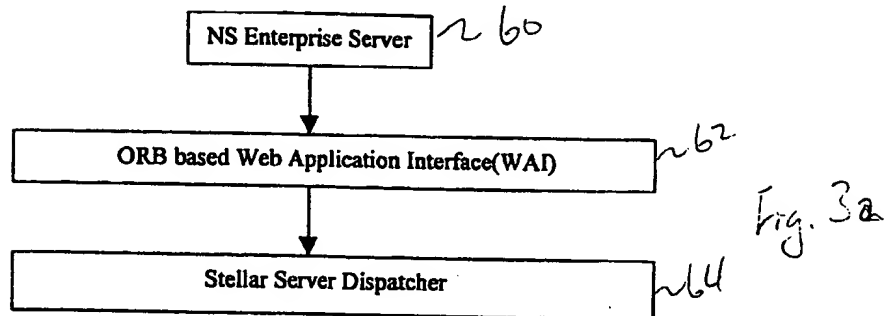 NS Enterprise Server ~60
ORB based Web Application Interface(WAI) ~62
Fig. 3a
Stellar Server Dispatcher ~64